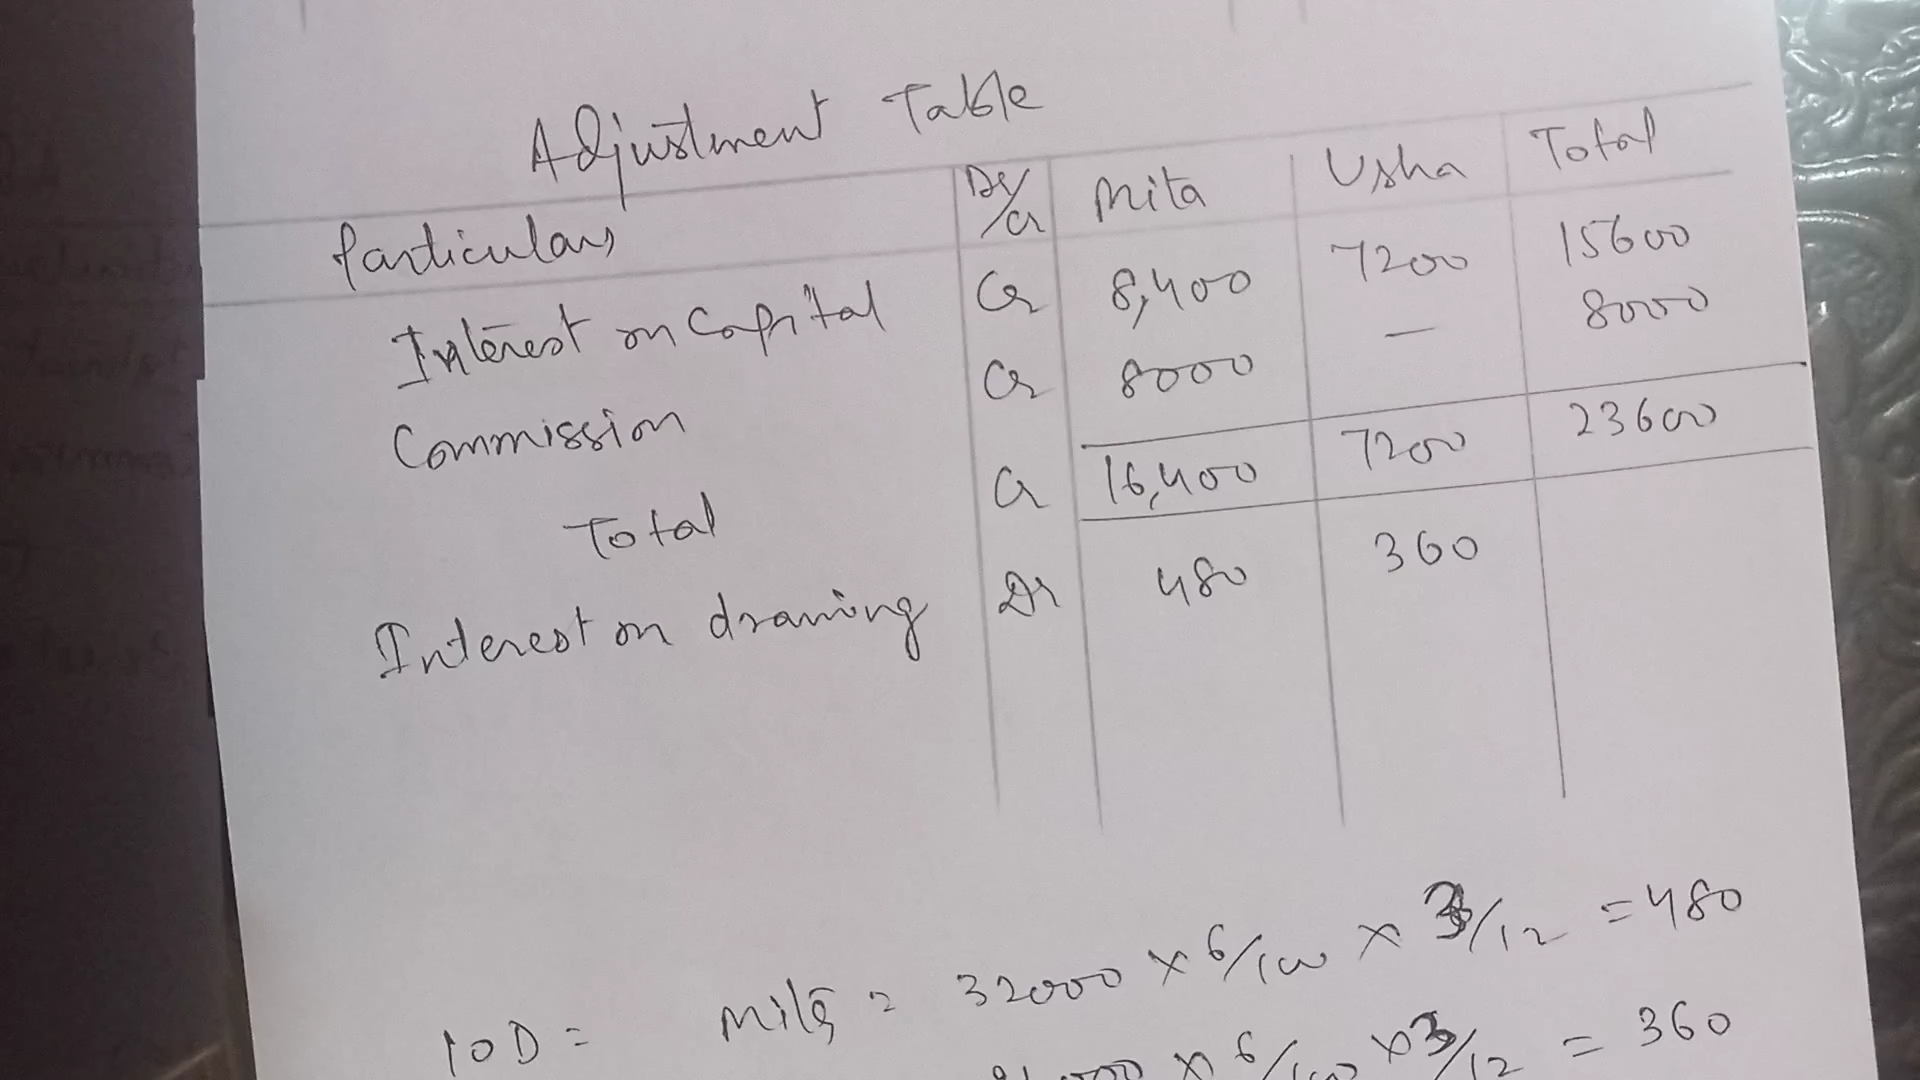 Adjustment Table
Particulars Dr/Cr Mita Usha Total
Interest on Capital Cr 8,400 7200 15600
Commission Cr 8000 — 8000
Total Cr 16,400 7200 23600
Interest on drawing Dr 480 360
IOD = Mita = 32000 × 6/100 × 3/12 = 480
× 6/100 × 3/12 = 360